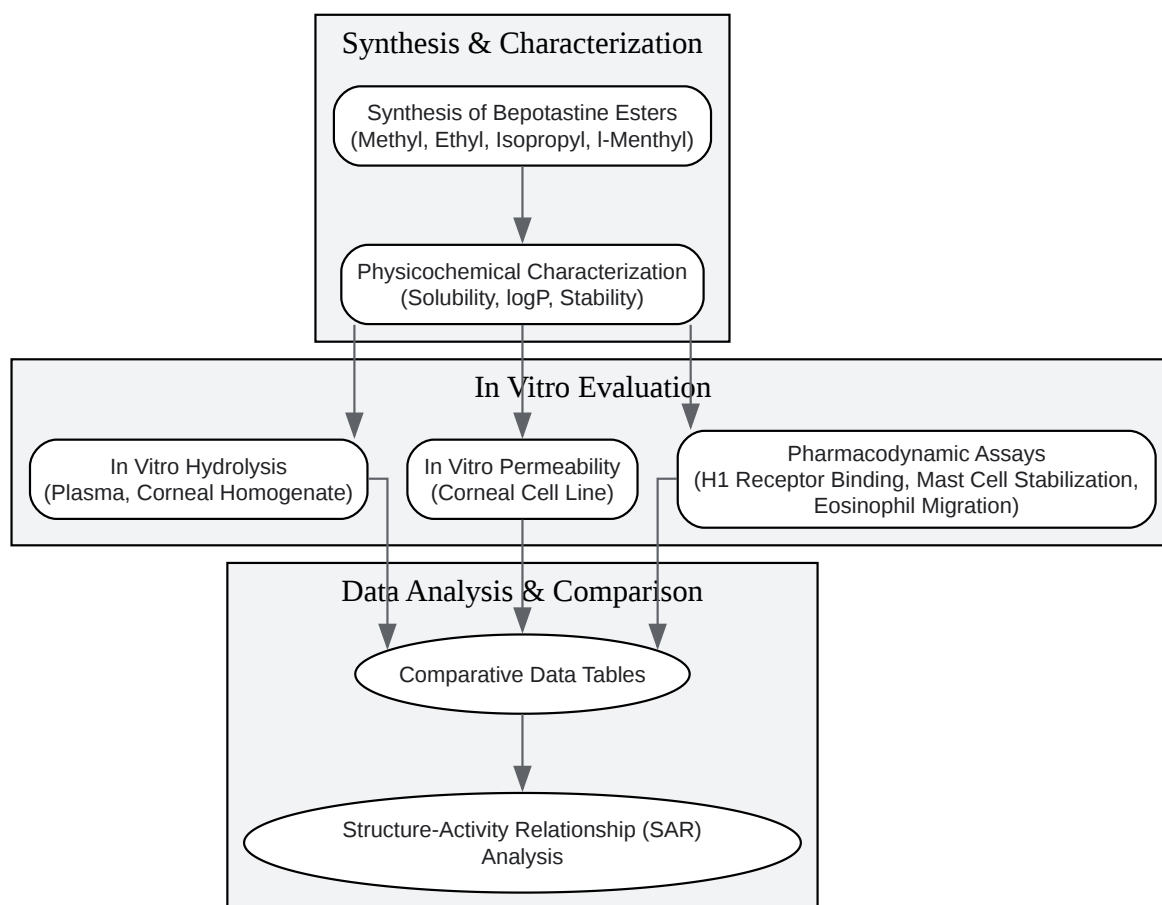 Synthesis & Characterization
Synthesis of Bepotastine Esters
(Methyl, Ethyl, Isopropyl, l-Menthyl)
Physicochemical Characterization
(Solubility, logP, Stability)
In Vitro Evaluation
In Vitro Hydrolysis
(Plasma, Corneal Homogenate)
In Vitro Permeability
(Corneal Cell Line)
Pharmacodynamic Assays
(H1 Receptor Binding, Mast Cell Stabilization,
Eosinophil Migration)
Data Analysis & Comparison
Comparative Data Tables
Structure-Activity Relationship (SAR)
Analysis